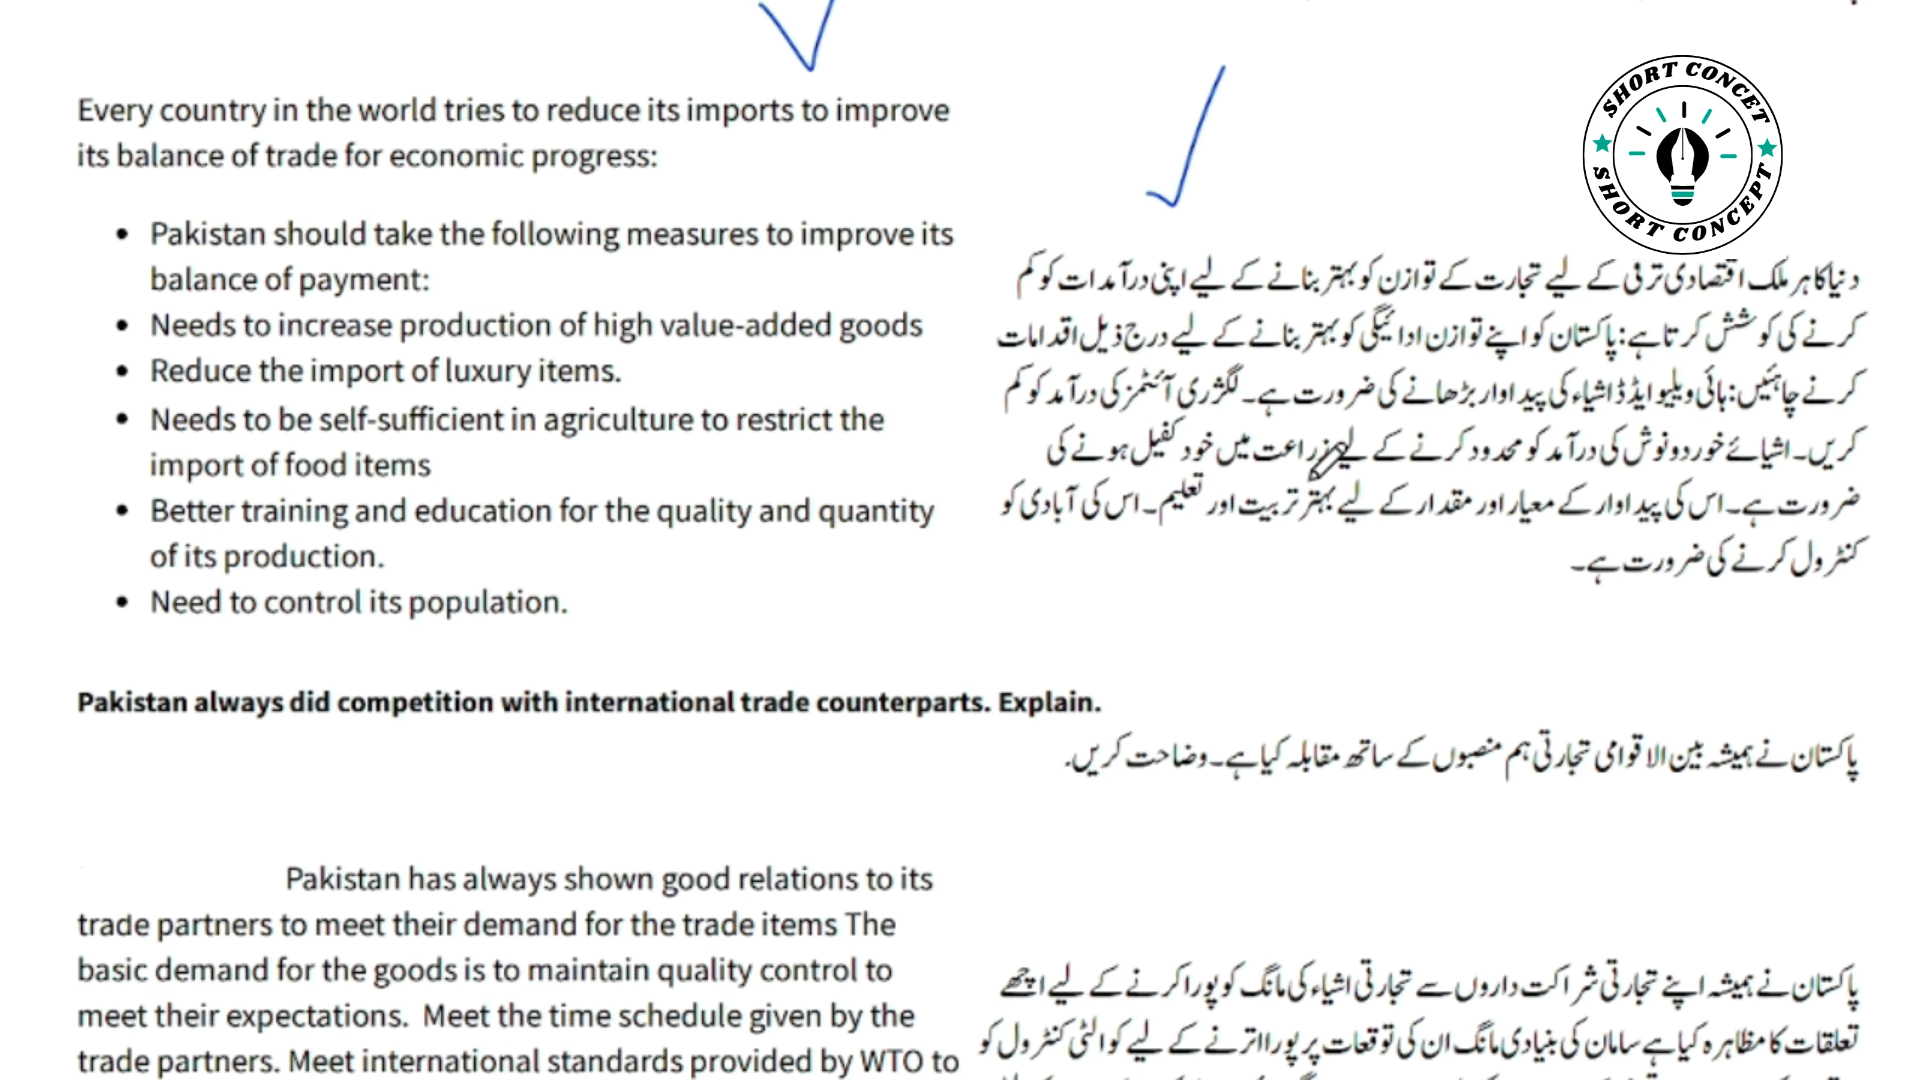 Every country in the world tries to reduce its imports to improve
its balance of trade for economic progress:
• Pakistan should take the following measures to improve its
balance of payment:
• Needs to increase production of high value-added goods
• Reduce the import of luxury items.
• Needs to be self-sufficient in agriculture to restrict the
import of food items
• Better training and education for the quality and quantity
of its production.
• Need to control its population.
SHORT CONCET
SHORT CONCEPT
دنیا کا ہر ملک اقتصادی ترقی کے لیے تجارت کے توازن کو بہتر بنانے کے لیے اپنی درآمدات کو کم
کرنے کی کوشش کرتا ہے: پاکستان کو اپنے توازن ادائیگی کو بہتر بنانے کے لیے درج ذیل اقدامات
کرنے چاہئیں: ہائی ویلیو ایڈڈ اشیاء کی پیداوار بڑھانے کی ضرورت ہے۔ لگژری آئٹمز کی درآمد کو کم
کریں۔ اشیائے خوردونوش کی درآمد کو محدود کرنے کے لیے زراعت میں خود کفیل ہونے کی
ضرورت ہے۔ اس کی پیداوار کے معیار اور مقدار کے لیے بہتر تربیت اور تعلیم۔ اس کی آبادی کو
کنٹرول کرنے کی ضرورت ہے۔
Pakistan always did competition with international trade counterparts. Explain.
پاکستان نے ہمیشہ بین الاقوامی تجارتی ہم منصبوں کے ساتھ مقابلہ کیا ہے۔ وضاحت کریں.
Pakistan has always shown good relations to its
trade partners to meet their demand for the trade items The
basic demand for the goods is to maintain quality control to
meet their expectations. Meet the time schedule given by the
trade partners. Meet international standards provided by WTO to
پاکستان نے ہمیشہ اپنے تجارتی شراکت داروں سے تجارتی اشیاء کی مانگ کو پورا کرنے کے لیے اچھے
تعلقات کا مظاہرہ کیا ہے سامان کی بنیادی مانگ ان کی توقعات پر پورا اترنے کے لیے کوالٹی کنٹرول کو